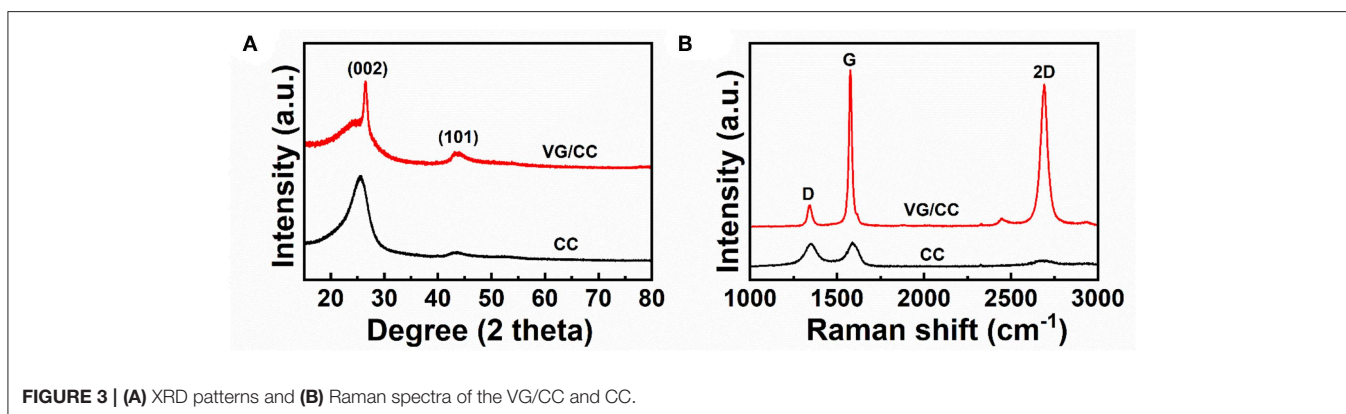 A
Intensity (a.u.)
(002)
(101)
VG/CC
CC
20 30 40 50 60 70 80
Degree (2 theta)
B
Intensity (a.u.)
G
2D
D
VG/CC
CC
1000 1500 2000 2500 3000
Raman shift (cm⁻¹)
FIGURE 3 | (A) XRD patterns and (B) Raman spectra of the VG/CC and CC.